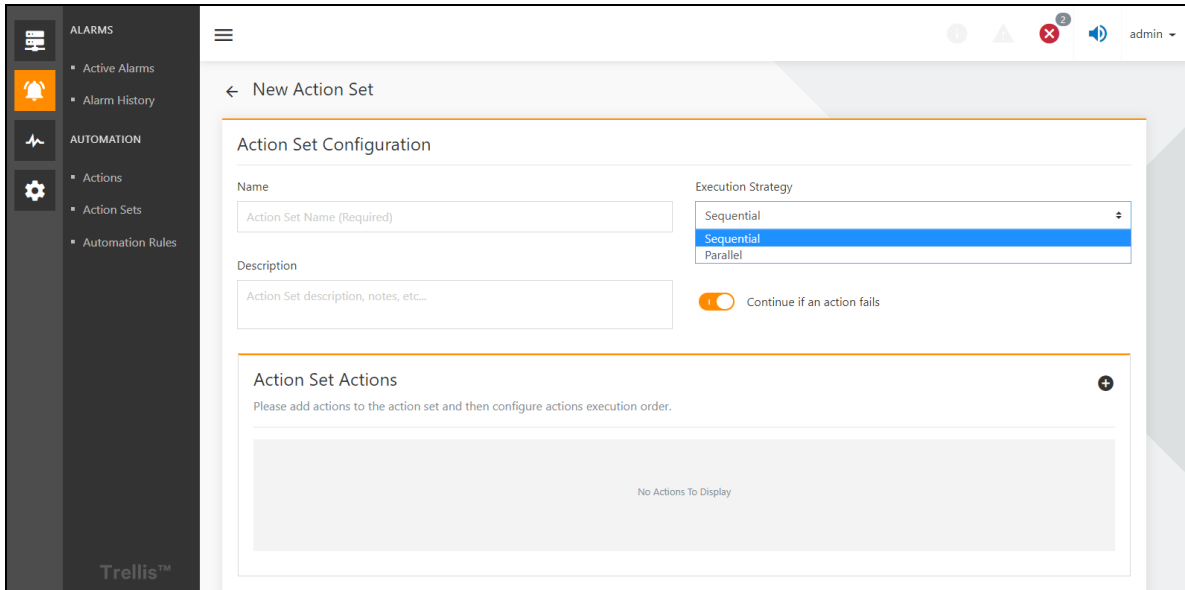 ALARMS
Active Alarms
Alarm History
AUTOMATION
Actions
Action Sets
Automation Rules
Trellis™
2
admin
New Action Set
Action Set Configuration
Name
Action Set Name (Required)
Execution Strategy
Sequential
Sequential
Parallel
Description
Action Set description, notes, etc...
Continue if an action fails
Action Set Actions
Please add actions to the action set and then configure actions execution order.
No Actions To Display